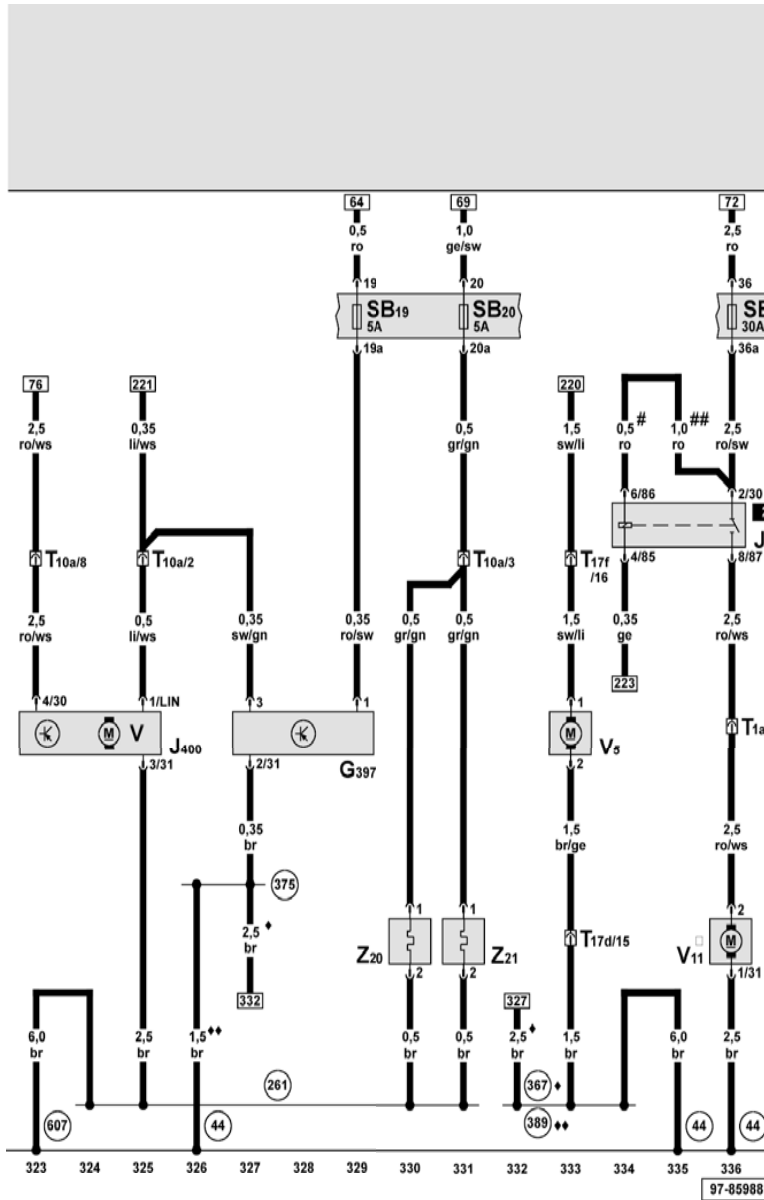 64 69 72
0,5 1,0 2,5
ro ge/sw ro
19 20 36
SB19 SB20 SB
5A 5A 30A
19a 20a 36a
76 221 220
2,5 0,35 0,5 1,5 0,5 # 1,0 ## 2,5
ro/ws li/ws gr/gn sw/li ro ro ro/sw
6/86 2/30
J
T10a/8 T10a/2 T10a/3 T17f /16 4/85 8/87
2,5 0,5 0,35 0,35 0,5 0,5 1,5 0,35 2,5
ro/ws li/ws sw/gn ro/sw gr/gn gr/gn sw/li ge ro/ws
223
4/30 1/LIN 3 1 1
M V J400 M V5 T1a
3/31 2/31 G397 2
0,35 1,5 2,5
br br/ge ro/ws
375
1 1 2
2,5 ♦
br
Z20 Z21 T17d/15 V11 M
2 2 1/31
332 327
6,0 2,5 1,5 ♦♦ 0,5 0,5 2,5 ♦ 1,5 6,0 2,5
br br br br br br br br br
261 367 ♦
607 44 389 ♦♦ 44 44
323 324 325 326 327 328 329 330 331 332 333 334 335 336
97-85988